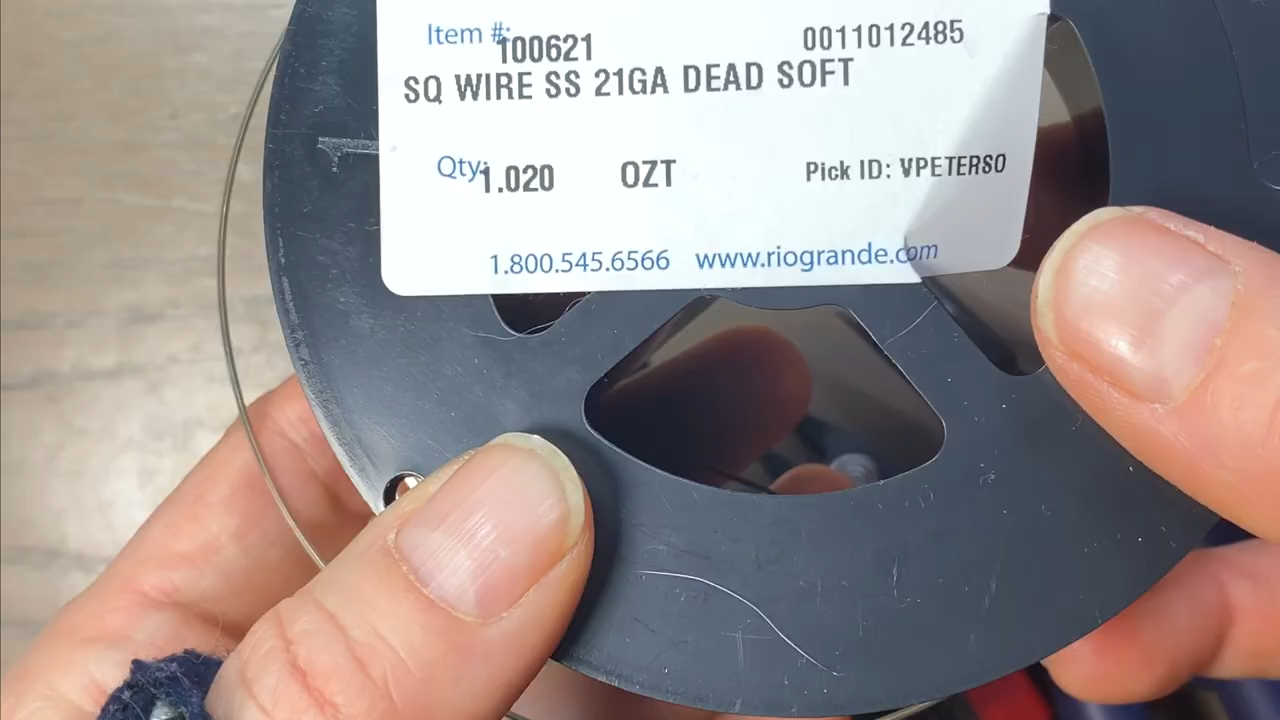 Item #: 100621 0011012485
SQ WIRE SS 21GA DEAD SOFT
Qty: 1.020 OZT Pick ID: VPETERSO
1.800.545.6566 www.riogrande.com